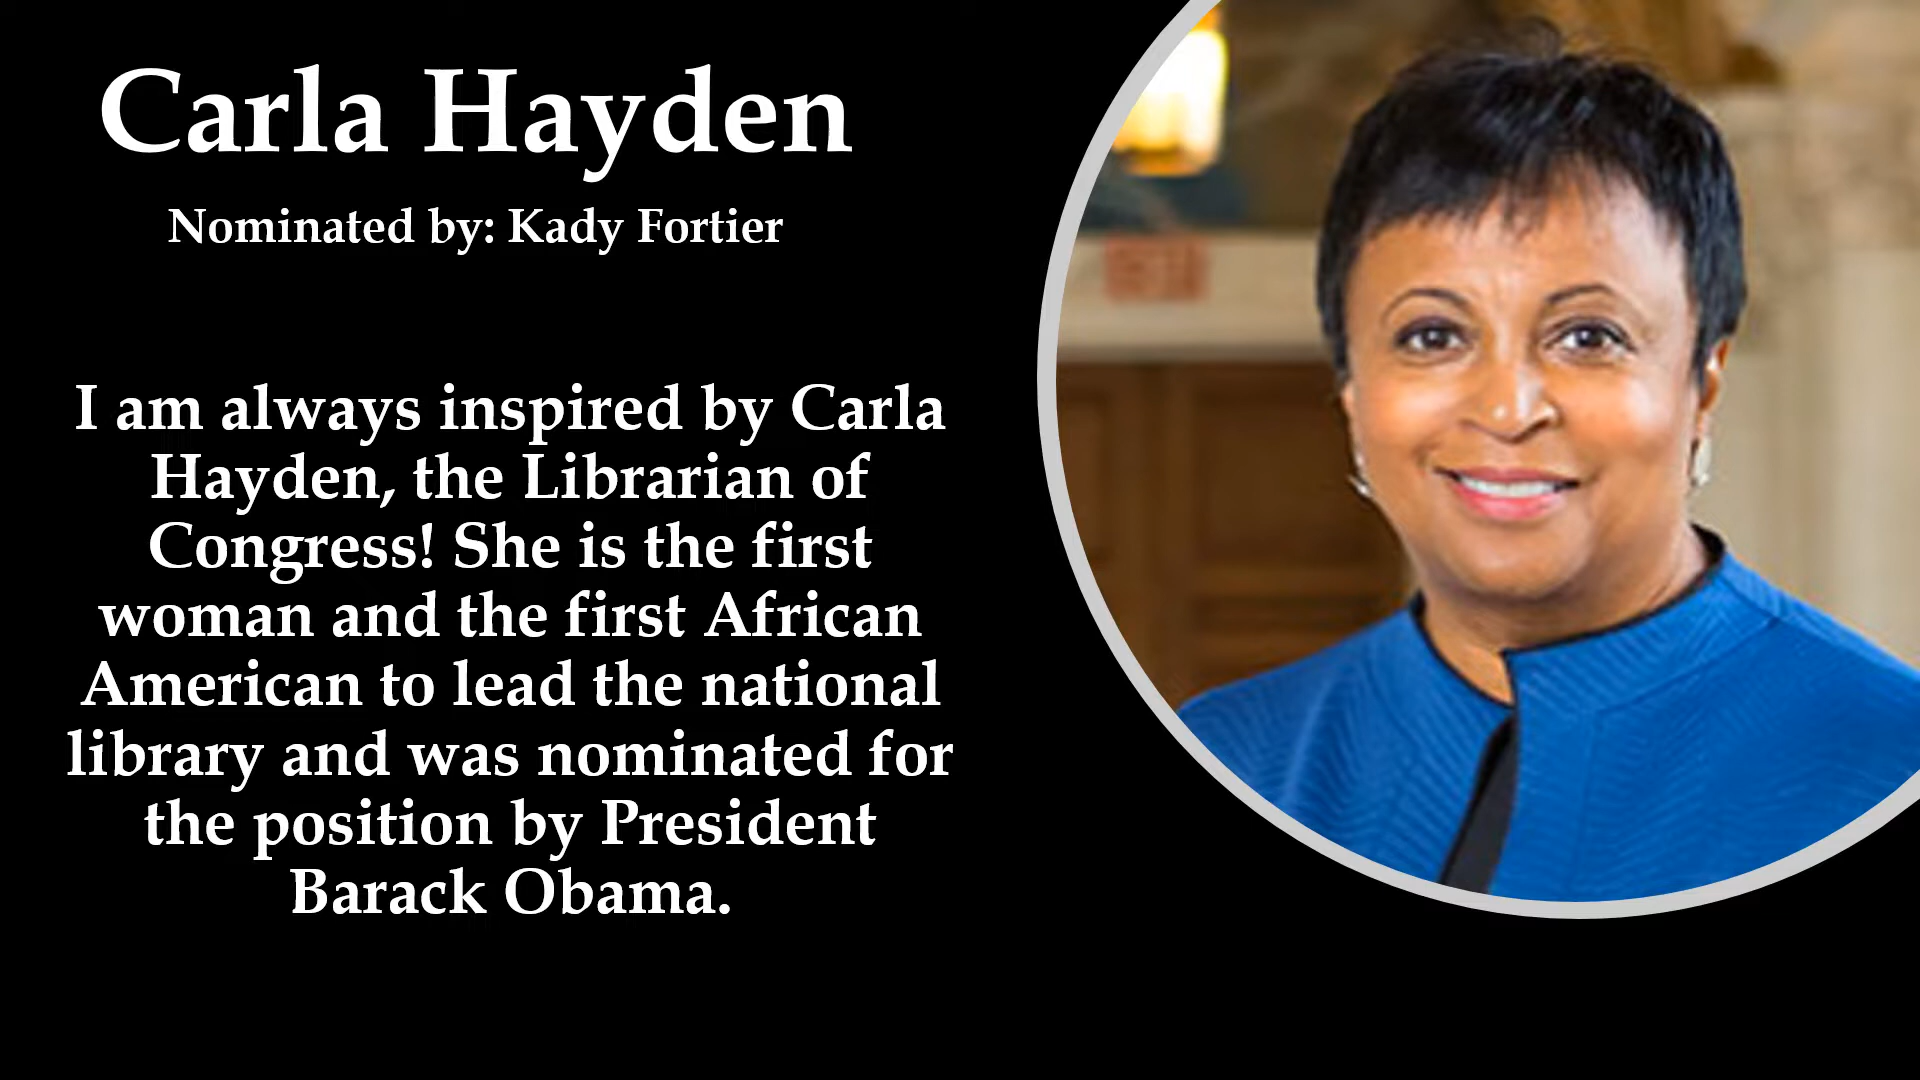 Carla Hayden
Nominated by: Kady Fortier
I am always inspired by Carla
Hayden, the Librarian of
Congress! She is the first
woman and the first African
American to lead the national
library and was nominated for
the position by President
Barack Obama.